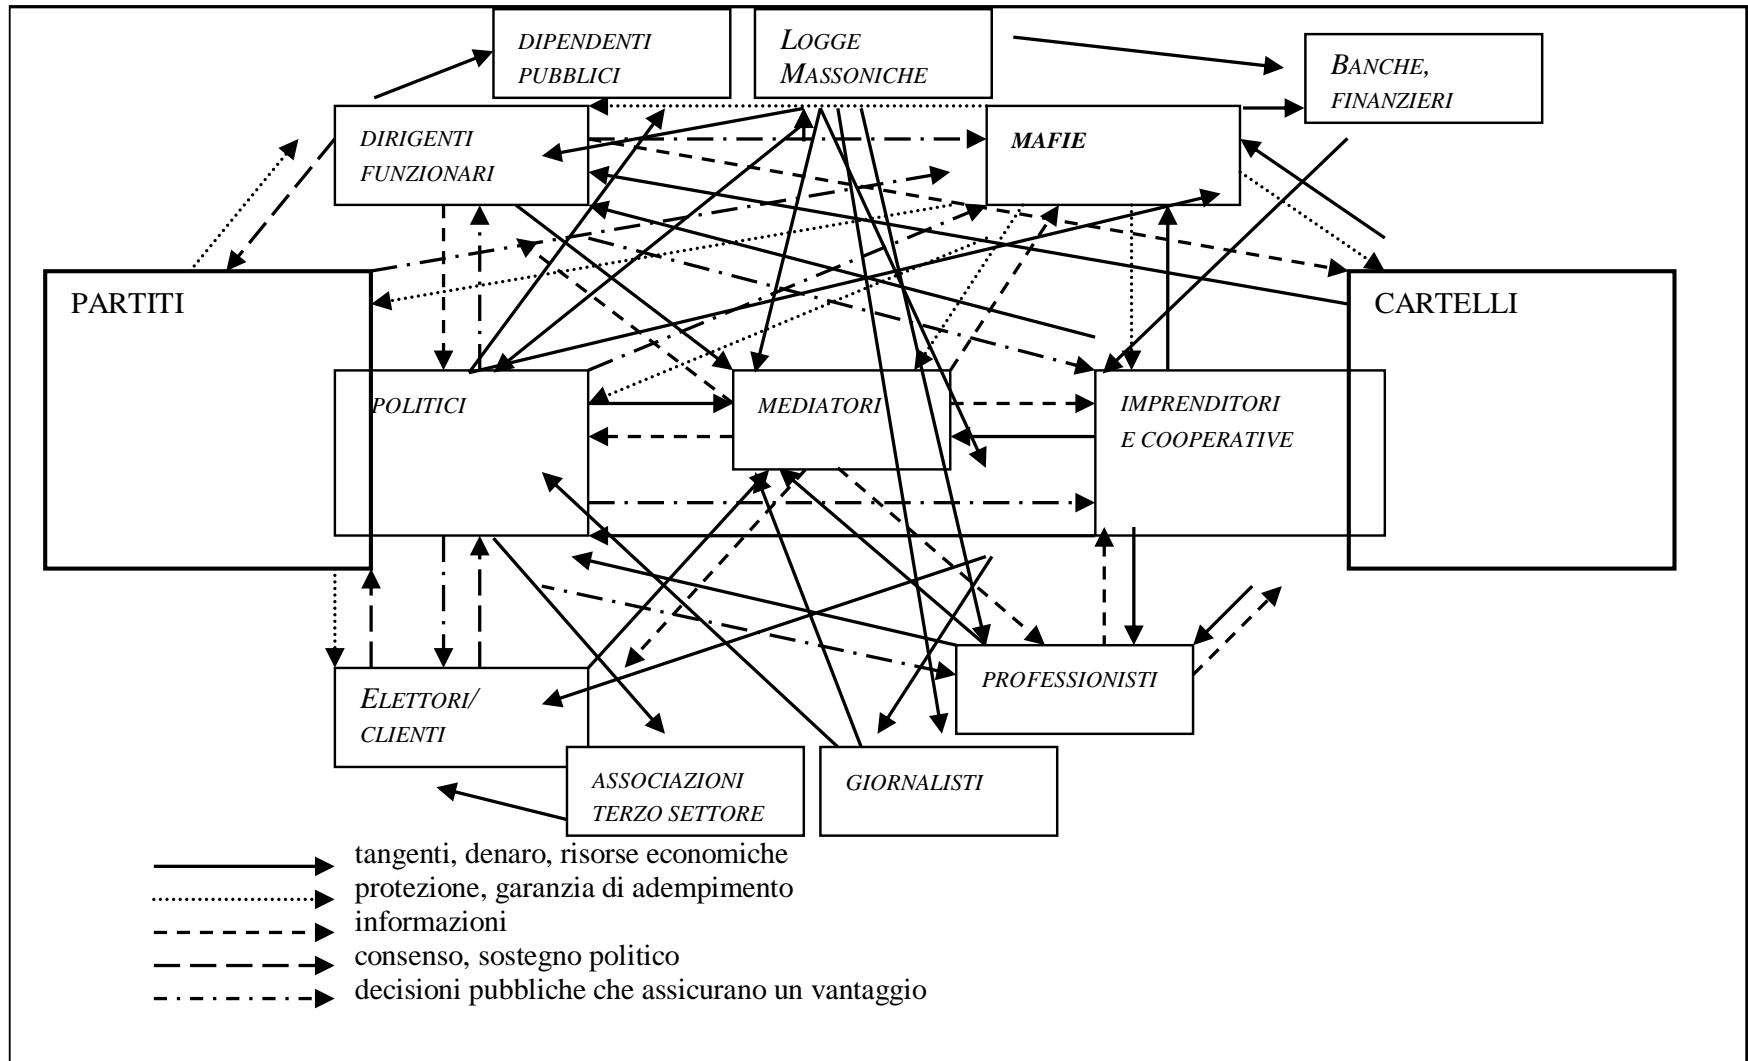 DIPENDENTI
PUBBLICI
LOGGE
MASSONICHE
BANCHE,
FINANZIERI
DIRIGENTI
FUNZIONARI
MAFIE
PARTITI
CARTELLI
POLITICI
MEDIATORI
IMPRENDITORI
E COOPERATIVE
PROFESSIONISTI
ELETTORI/
CLIENTI
ASSOCIAZIONI
TERZO SETTORE
GIORNALISTI
tangenti, denaro, risorse economiche
protezione, garanzia di adempimento
informazioni
consenso, sostegno politico
decisioni pubbliche che assicurano un vantaggio